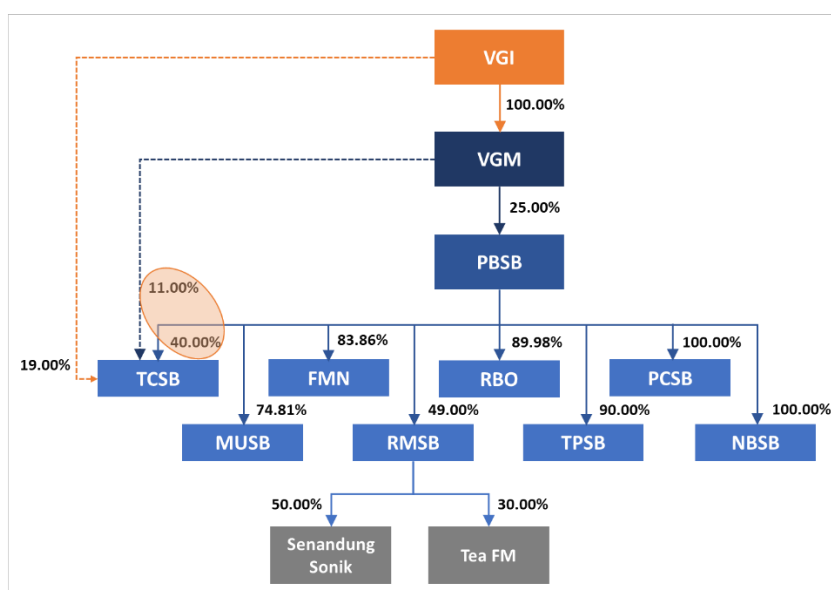 VGI
100.00%
VGM
25.00%
PBSB
11.00%
40.00%
83.86%
89.98%
100.00%
19.00%
TCSB
FMN
RBO
PCSB
74.81%
49.00%
90.00%
100.00%
MUSB
RMSB
TPSB
NBSB
50.00%
30.00%
Senandung
Sonik
Tea FM